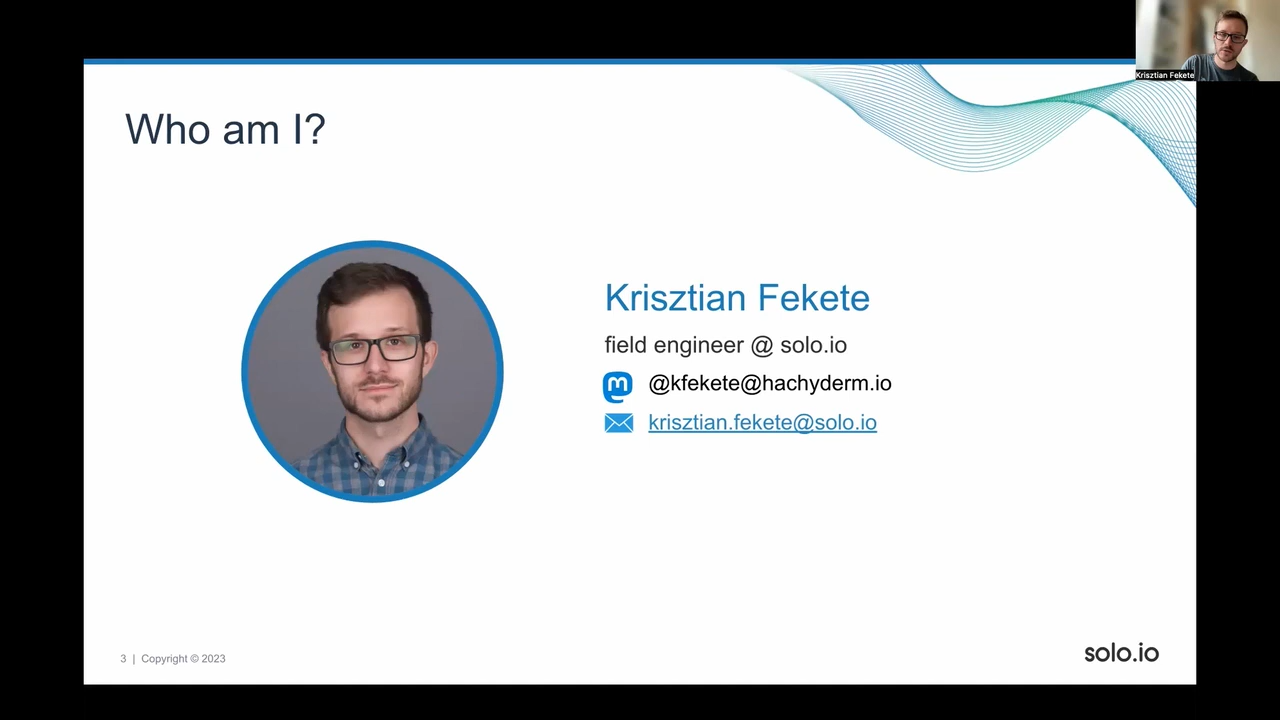 Krisztian Fekete
Who am I?
Krisztian Fekete
field engineer @ solo.io
@kfekete@hachyderm.io
krisztian.fekete@solo.io
3 | Copyright © 2023
solo.io